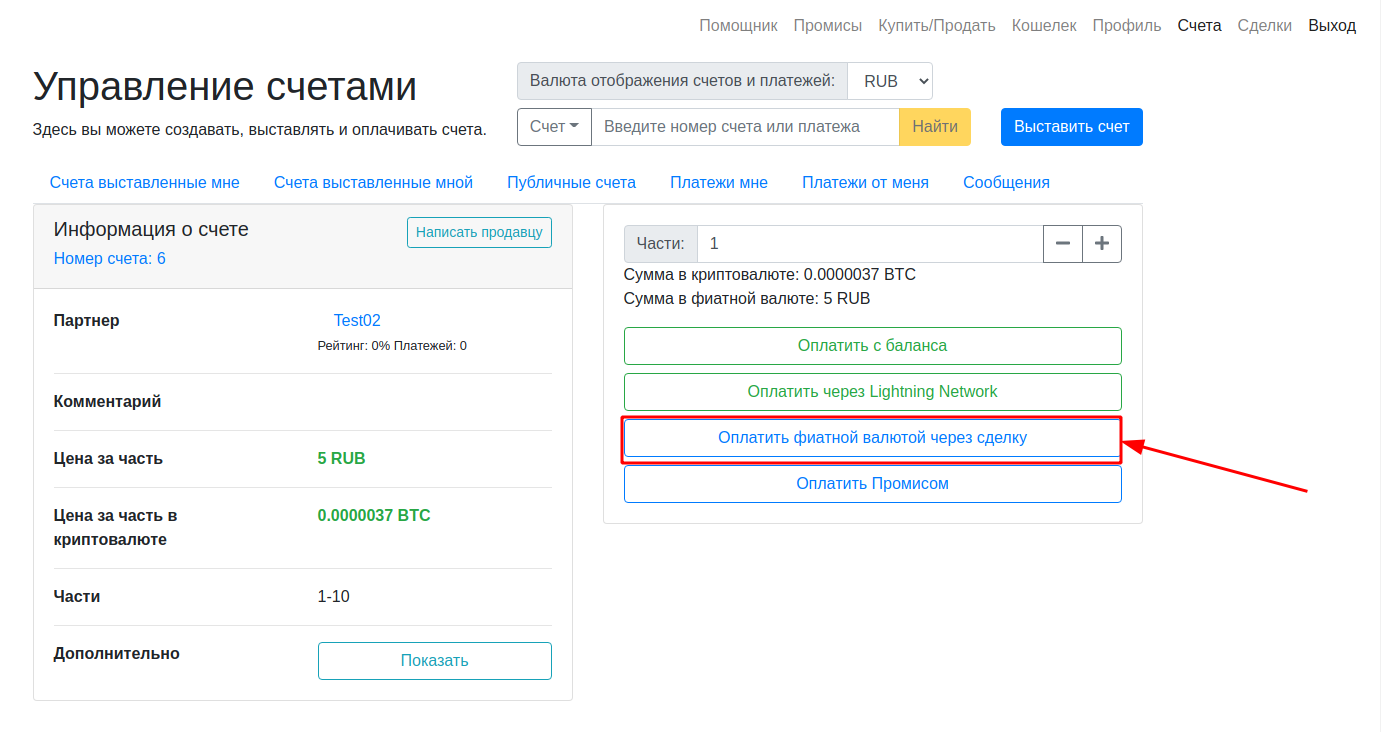 Помощник Промисы Купить/Продать Кошелек Профиль Счета Сделки Выход
Управление счетами
Здесь вы можете создавать, выставлять и оплачивать счета.
Валюта отображения счетов и платежей: RUB
Счет Введите номер счета или платежа Найти
Выставить счет
Счета выставленные мне Счета выставленные мной Публичные счета Платежи мне Платежи от меня Сообщения
Информация о счете
Написать продавцу
Номер счета: 6
Партнер Test02
Рейтинг: 0% Платежей: 0
Комментарий
Цена за часть 5 RUB
Цена за часть в 0.0000037 BTC
криптовалюте
Части 1-10
Дополнительно Показать
Части: 1
Сумма в криптовалюте: 0.0000037 BTC
Сумма в фиатной валюте: 5 RUB
Оплатить с баланса
Оплатить через Lightning Network
Оплатить фиатной валютой через сделку
Оплатить Промисом